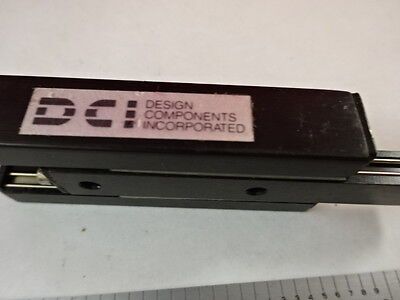 DCI
DESIGN
COMPONENTS
INCORPORATED